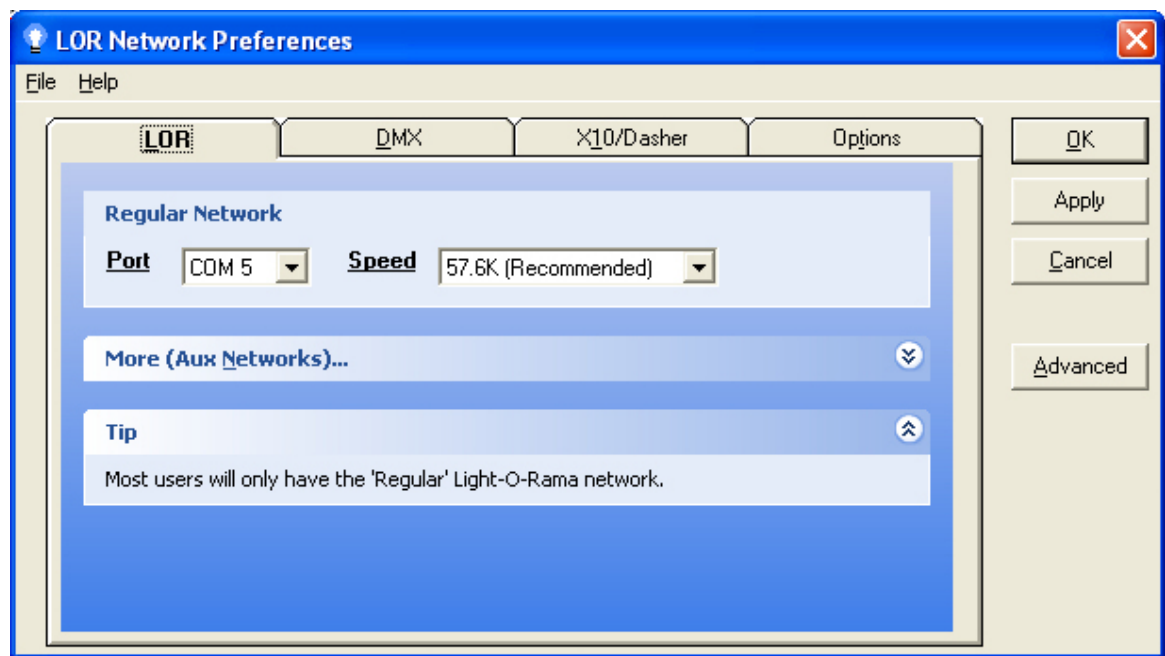 LOR Network Preferences
File Help
LOR DMX X10/Dasher Options
OK
Apply
Cancel
Advanced
Regular Network
Port COM 5 Speed 57.6K (Recommended)
More (Aux Networks)...
Tip
Most users will only have the 'Regular' Light-O-Rama network.